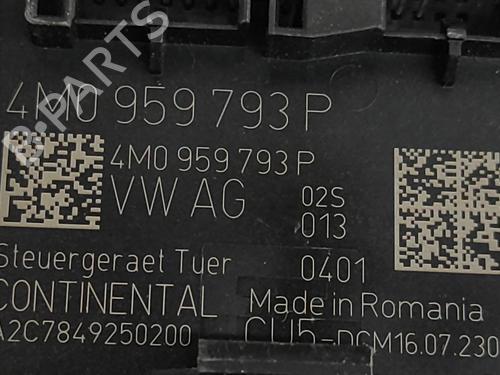 4M0 959 793 P
4M0 959 793 P
VW AG
02S
013
Steuergeraet Tuer
0401
CONTINENTAL
Made in Romania
A2C7849250200
CU5-DCM16.07.230
B-PARTS